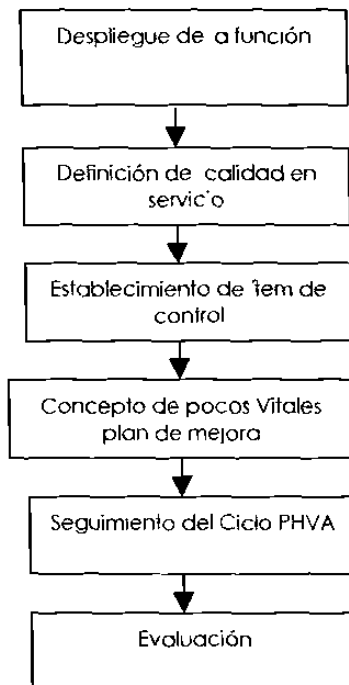 Despliegue de a función
Definición de calidad en
servicio
Establecimiento de Ítem de
control
Concepto de pocos Vitales
plan de mejora
Seguimiento del Ciclo PHVA
Evaluación